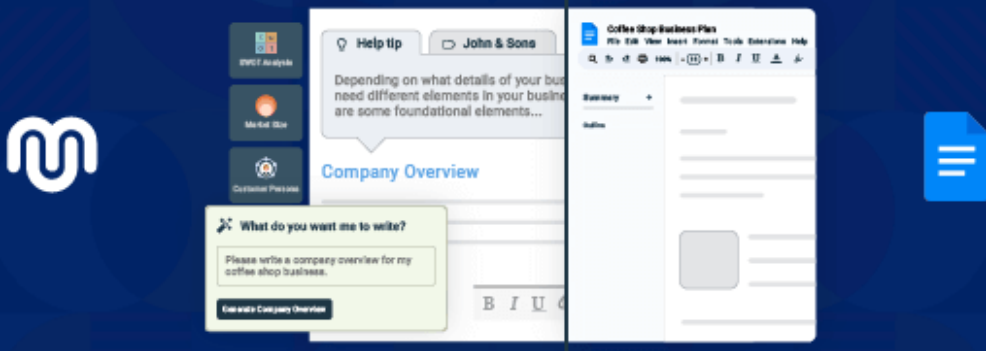 SWOT Analysis
Market Size
Customer Persona
Help tip
John & Sons
Depending on what details of your bus
need different elements in your busine
are some foundational elements...
Company Overview
What do you want me to write?
Please write a company overview for my
coffee shop business.
Generate Company Overview
B I U
Coffee Shop Business Plan
File Edit View Insert Format Tools Extensions Help
100% - 10 + B I U A
Summary +
Outline